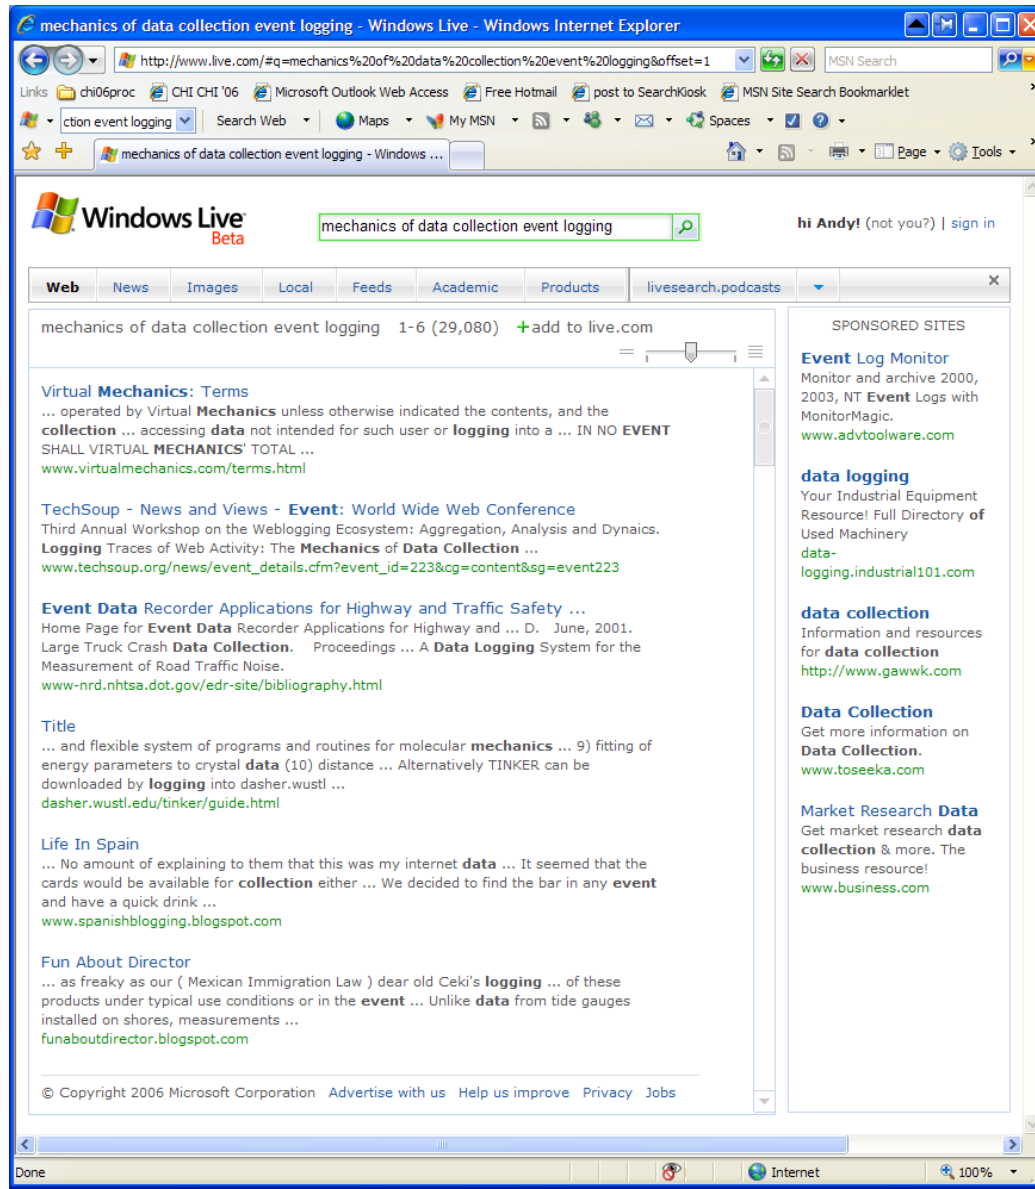 mechanics of data collection event logging - Windows Live - Windows Internet Explorer
http://www.live.com/#q=mechanics%20of%20data%20collection%20event%20logging&offset=1
MSN Search
Links chi06proc CHI CHI '06 Microsoft Outlook Web Access Free Hotmail post to SearchKiosk MSN Site Search Bookmarklet
ction event logging Search Web Maps My MSN Spaces
mechanics of data collection event logging - Windows ... Page Tools
Windows Live
Beta
mechanics of data collection event logging
hi Andy! (not you?) | sign in
Web News Images Local Feeds Academic Products livesearch.podcasts
mechanics of data collection event logging 1-6 (29,080) +add to live.com
Virtual Mechanics: Terms
... operated by Virtual Mechanics unless otherwise indicated the contents, and the
collection ... accessing data not intended for such user or logging into a ... IN NO EVENT
SHALL VIRTUAL MECHANICS' TOTAL ...
www.virtualmechanics.com/terms.html
TechSoup - News and Views - Event: World Wide Web Conference
Third Annual Workshop on the Weblogging Ecosystem: Aggregation, Analysis and Dynaics.
Logging Traces of Web Activity: The Mechanics of Data Collection ...
www.techsoup.org/news/event_details.cfm?event_id=223&cg=content&sg=event223
Event Data Recorder Applications for Highway and Traffic Safety ...
Home Page for Event Data Recorder Applications for Highway and ... D. June, 2001.
Large Truck Crash Data Collection. Proceedings ... A Data Logging System for the
Measurement of Road Traffic Noise.
www-nrd.nhtsa.dot.gov/edr-site/bibliography.html
Title
... and flexible system of programs and routines for molecular mechanics ... 9) fitting of
energy parameters to crystal data (10) distance ... Alternatively TINKER can be
downloaded by logging into dasher.wustl ...
dasher.wustl.edu/tinker/guide.html
Life In Spain
... No amount of explaining to them that this was my internet data ... It seemed that the
cards would be available for collection either ... We decided to find the bar in any event
and have a quick drink ...
www.spanishblogging.blogspot.com
Fun About Director
... as freaky as our ( Mexican Immigration Law ) dear old Ceki's logging ... of these
products under typical use conditions or in the event ... Unlike data from tide gauges
installed on shores, measurements ...
funaboutdirector.blogspot.com
© Copyright 2006 Microsoft Corporation Advertise with us Help us improve Privacy Jobs
SPONSORED SITES
Event Log Monitor
Monitor and archive 2000,
2003, NT Event Logs with
MonitorMagic.
www.advtoolware.com
data logging
Your Industrial Equipment
Resource! Full Directory of
Used Machinery
data-
logging.industrial101.com
data collection
Information and resources
for data collection
http://www.gawwk.com
Data Collection
Get more information on
Data Collection.
www.toseeka.com
Market Research Data
Get market research data
collection & more. The
business resource!
www.business.com
Done Internet 100%